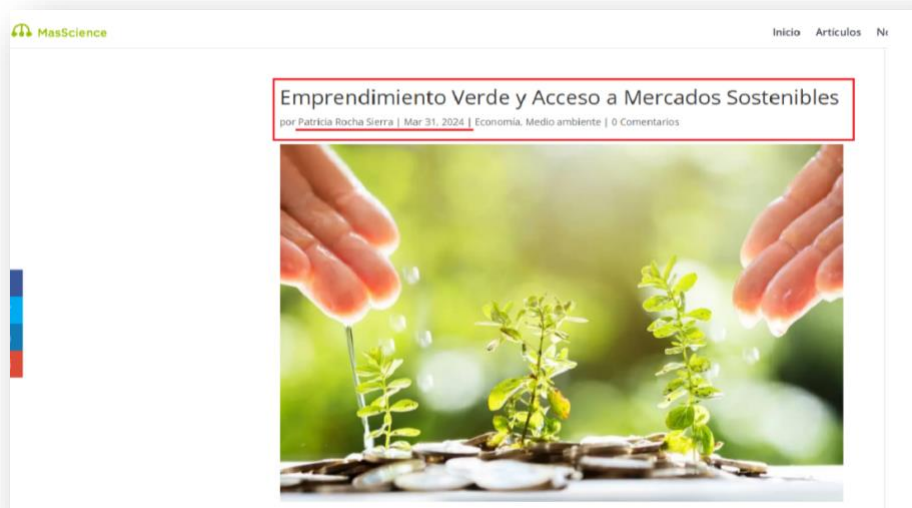 MasScience
Inicio Artículos
Emprendimiento Verde y Acceso a Mercados Sostenibles
por Patricia Rocha Sierra | Mar 31, 2024 | Economía, Medio ambiente | 0 Comentarios